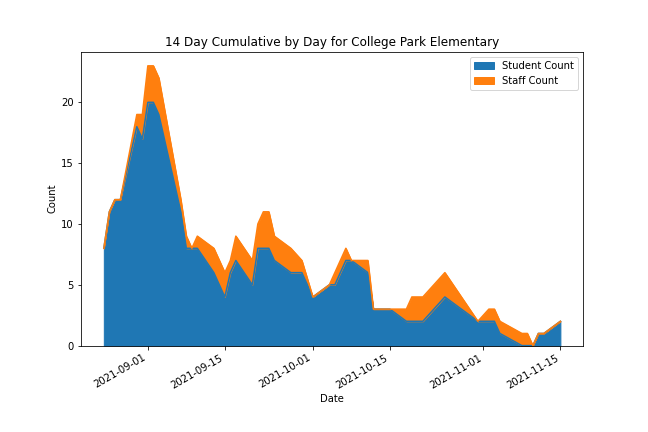 14 Day Cumulative by Day for College Park Elementary
Student Count
Staff Count
Count
20
15
10
5
0
2021-09-01
2021-09-15
2021-10-01
2021-10-15
2021-11-01
2021-11-15
Date